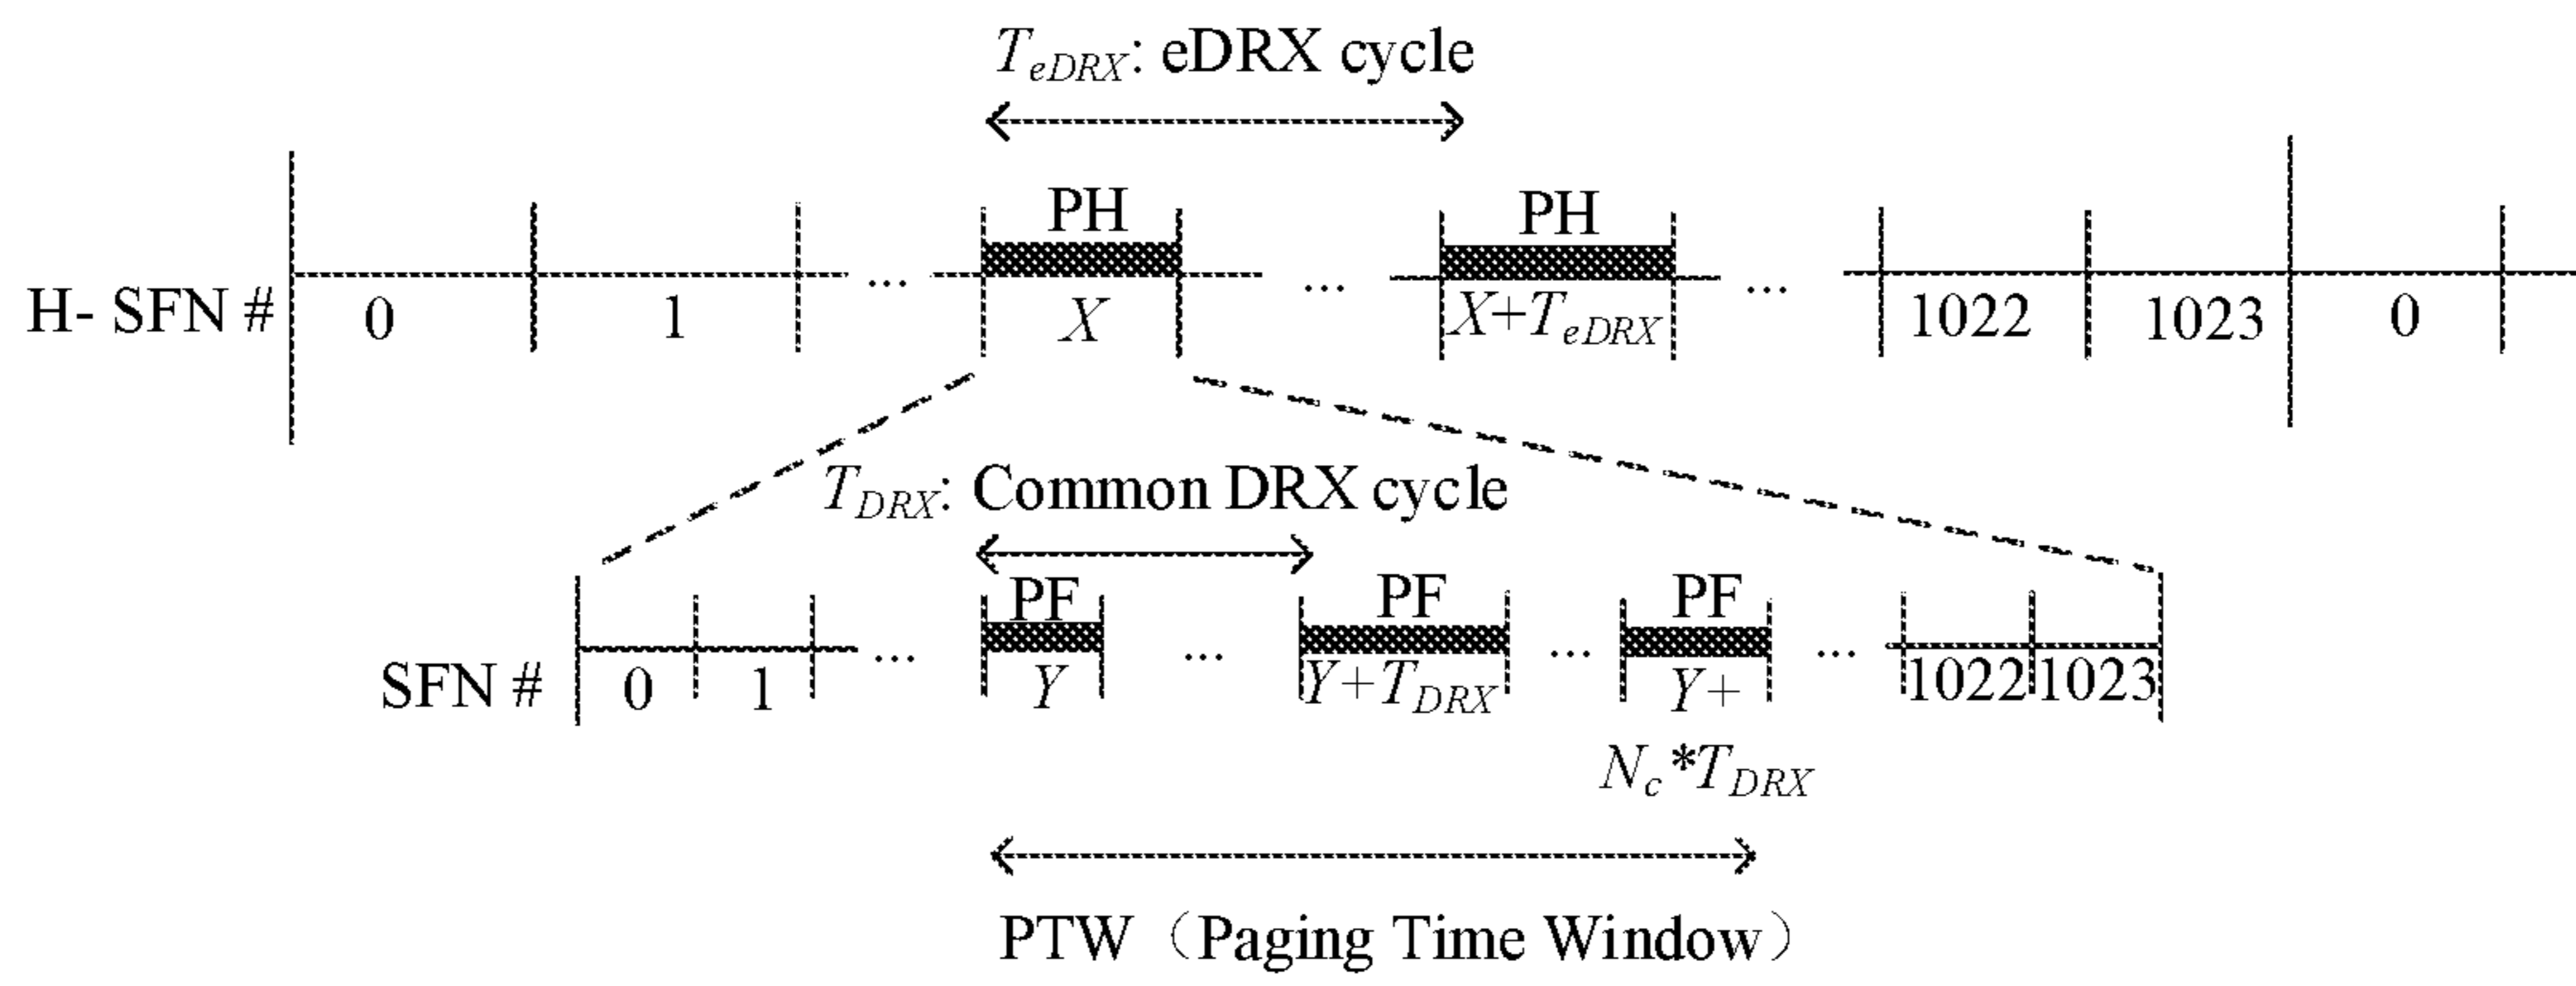 T_eDRX: eDRX cycle
PH PH
H- SFN # 0 1 ... X ... X+T_eDRX ... 1022 1023 0
T_DRX: Common DRX cycle
PF PF PF
SFN # 0 1 ... Y ... Y+T_DRX ... Y+ ... 1022 1023
N_c*T_DRX
PTW（Paging Time Window）